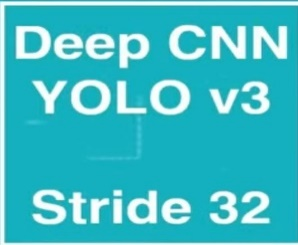 Deep CNN
YOLO v3
Stride 32